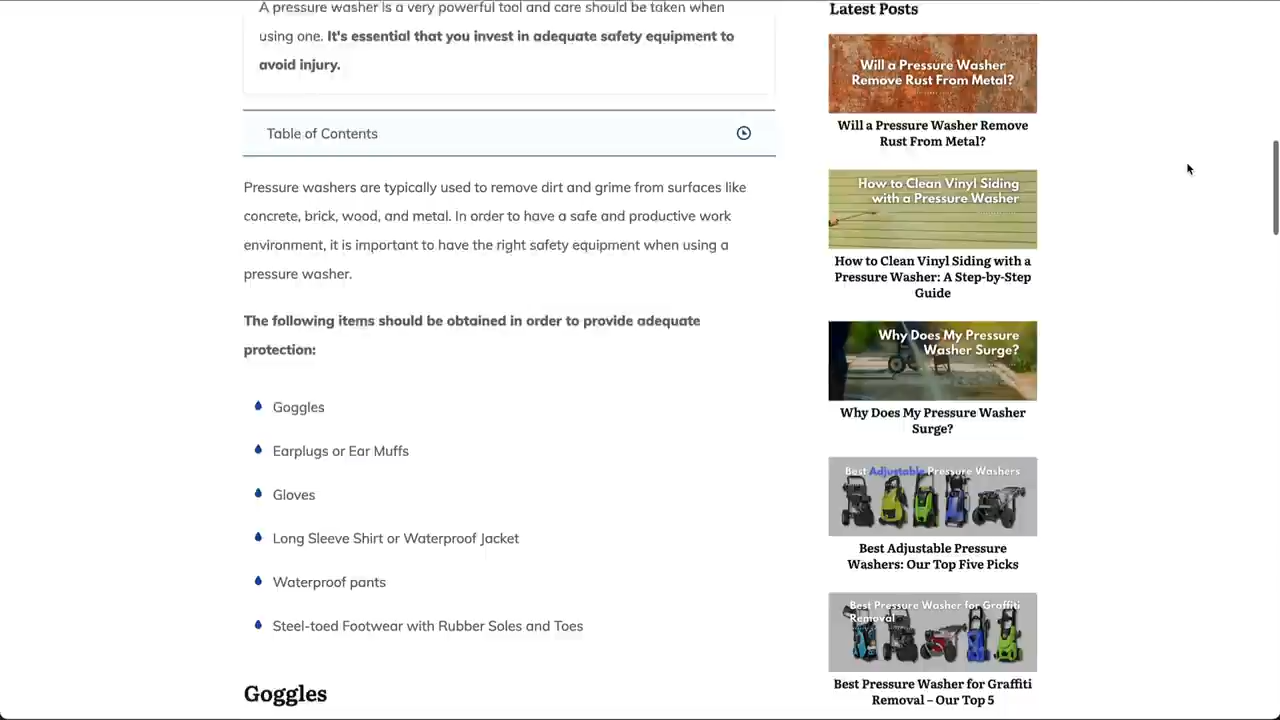 A pressure washer is a very powerful tool and care should be taken when
using one. It's essential that you invest in adequate safety equipment to
avoid injury.
Table of Contents
Pressure washers are typically used to remove dirt and grime from surfaces like
concrete, brick, wood, and metal. In order to have a safe and productive work
environment, it is important to have the right safety equipment when using a
pressure washer.
The following items should be obtained in order to provide adequate
protection:
Goggles
Earplugs or Ear Muffs
Gloves
Long Sleeve Shirt or Waterproof Jacket
Waterproof pants
Steel-toed Footwear with Rubber Soles and Toes
Goggles
Latest Posts
Will a Pressure Washer
Remove Rust From Metal?
Will a Pressure Washer Remove
Rust From Metal?
How to Clean Vinyl Siding
with a Pressure Washer
How to Clean Vinyl Siding with a
Pressure Washer: A Step-by-Step
Guide
Why Does My Pressure
Washer Surge?
Why Does My Pressure Washer
Surge?
Best Adjustable Pressure Washers
Best Adjustable Pressure
Washers: Our Top Five Picks
Best Pressure Washer for Graffiti
Removal
Best Pressure Washer for Graffiti
Removal – Our Top 5